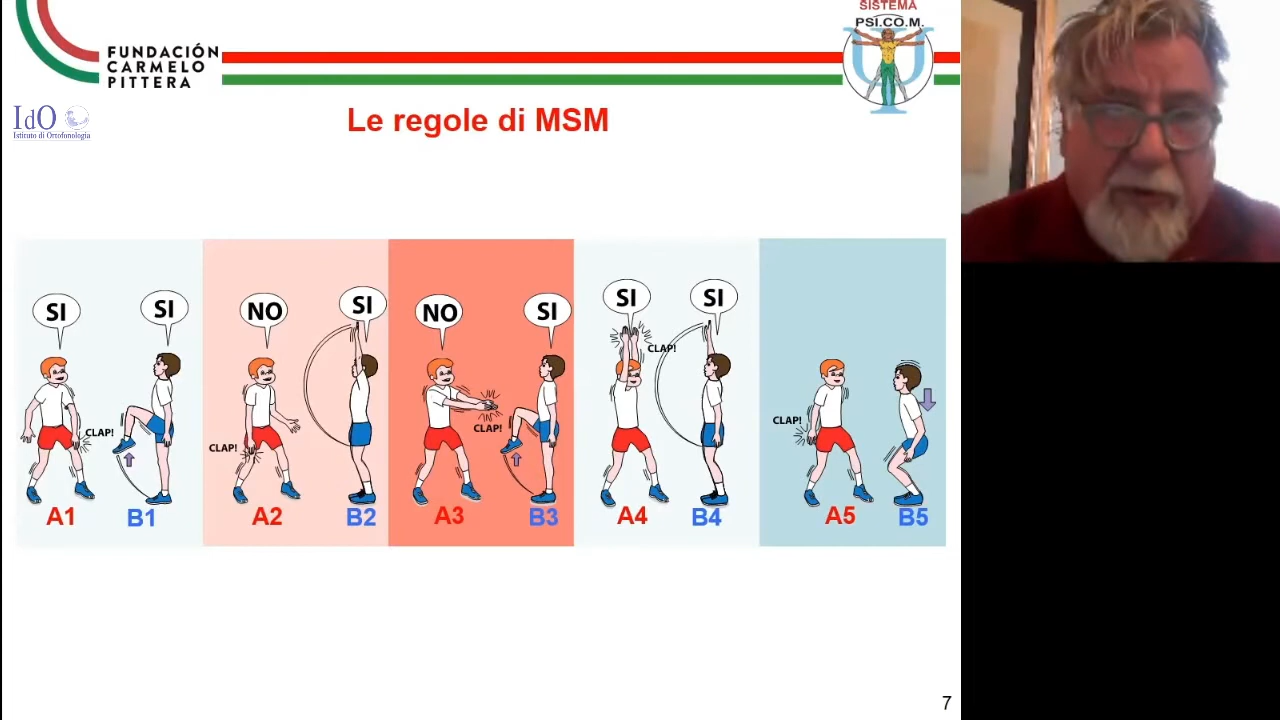 FUNDACIÓN
CARMELO
PITTERA
SISTEMA
PSI.CO.M.
IdO
Istituto di Ortofonologia
Le regole di MSM
SI SI NO SI NO SI SI SI
CLAP! CLAP! CLAP! CLAP! CLAP!
A1 B1 A2 B2 A3 B3 A4 B4 A5 B5
7